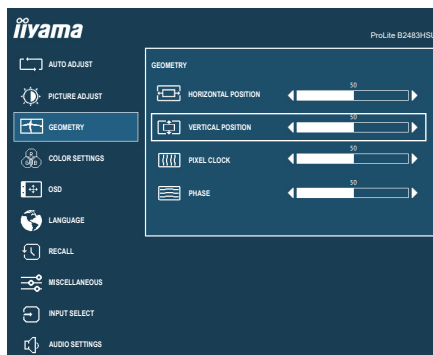 iiyama
ProLite B2483HSU
AUTO ADJUST
PICTURE ADJUST
GEOMETRY
COLOR SETTINGS
R
G B
OSD
LANGUAGE
RECALL
MISCELLANEOUS
INPUT SELECT
AUDIO SETTINGS
GEOMETRY
HORIZONTAL POSITION
50
VERTICAL POSITION
50
PIXEL CLOCK
50
PHASE
50